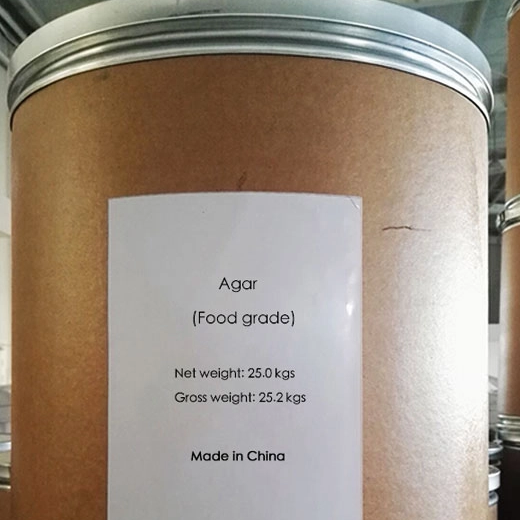 Agar
(Food grade)
Net weight: 25.0 kgs
Gross weight: 25.2 kgs
Made in China